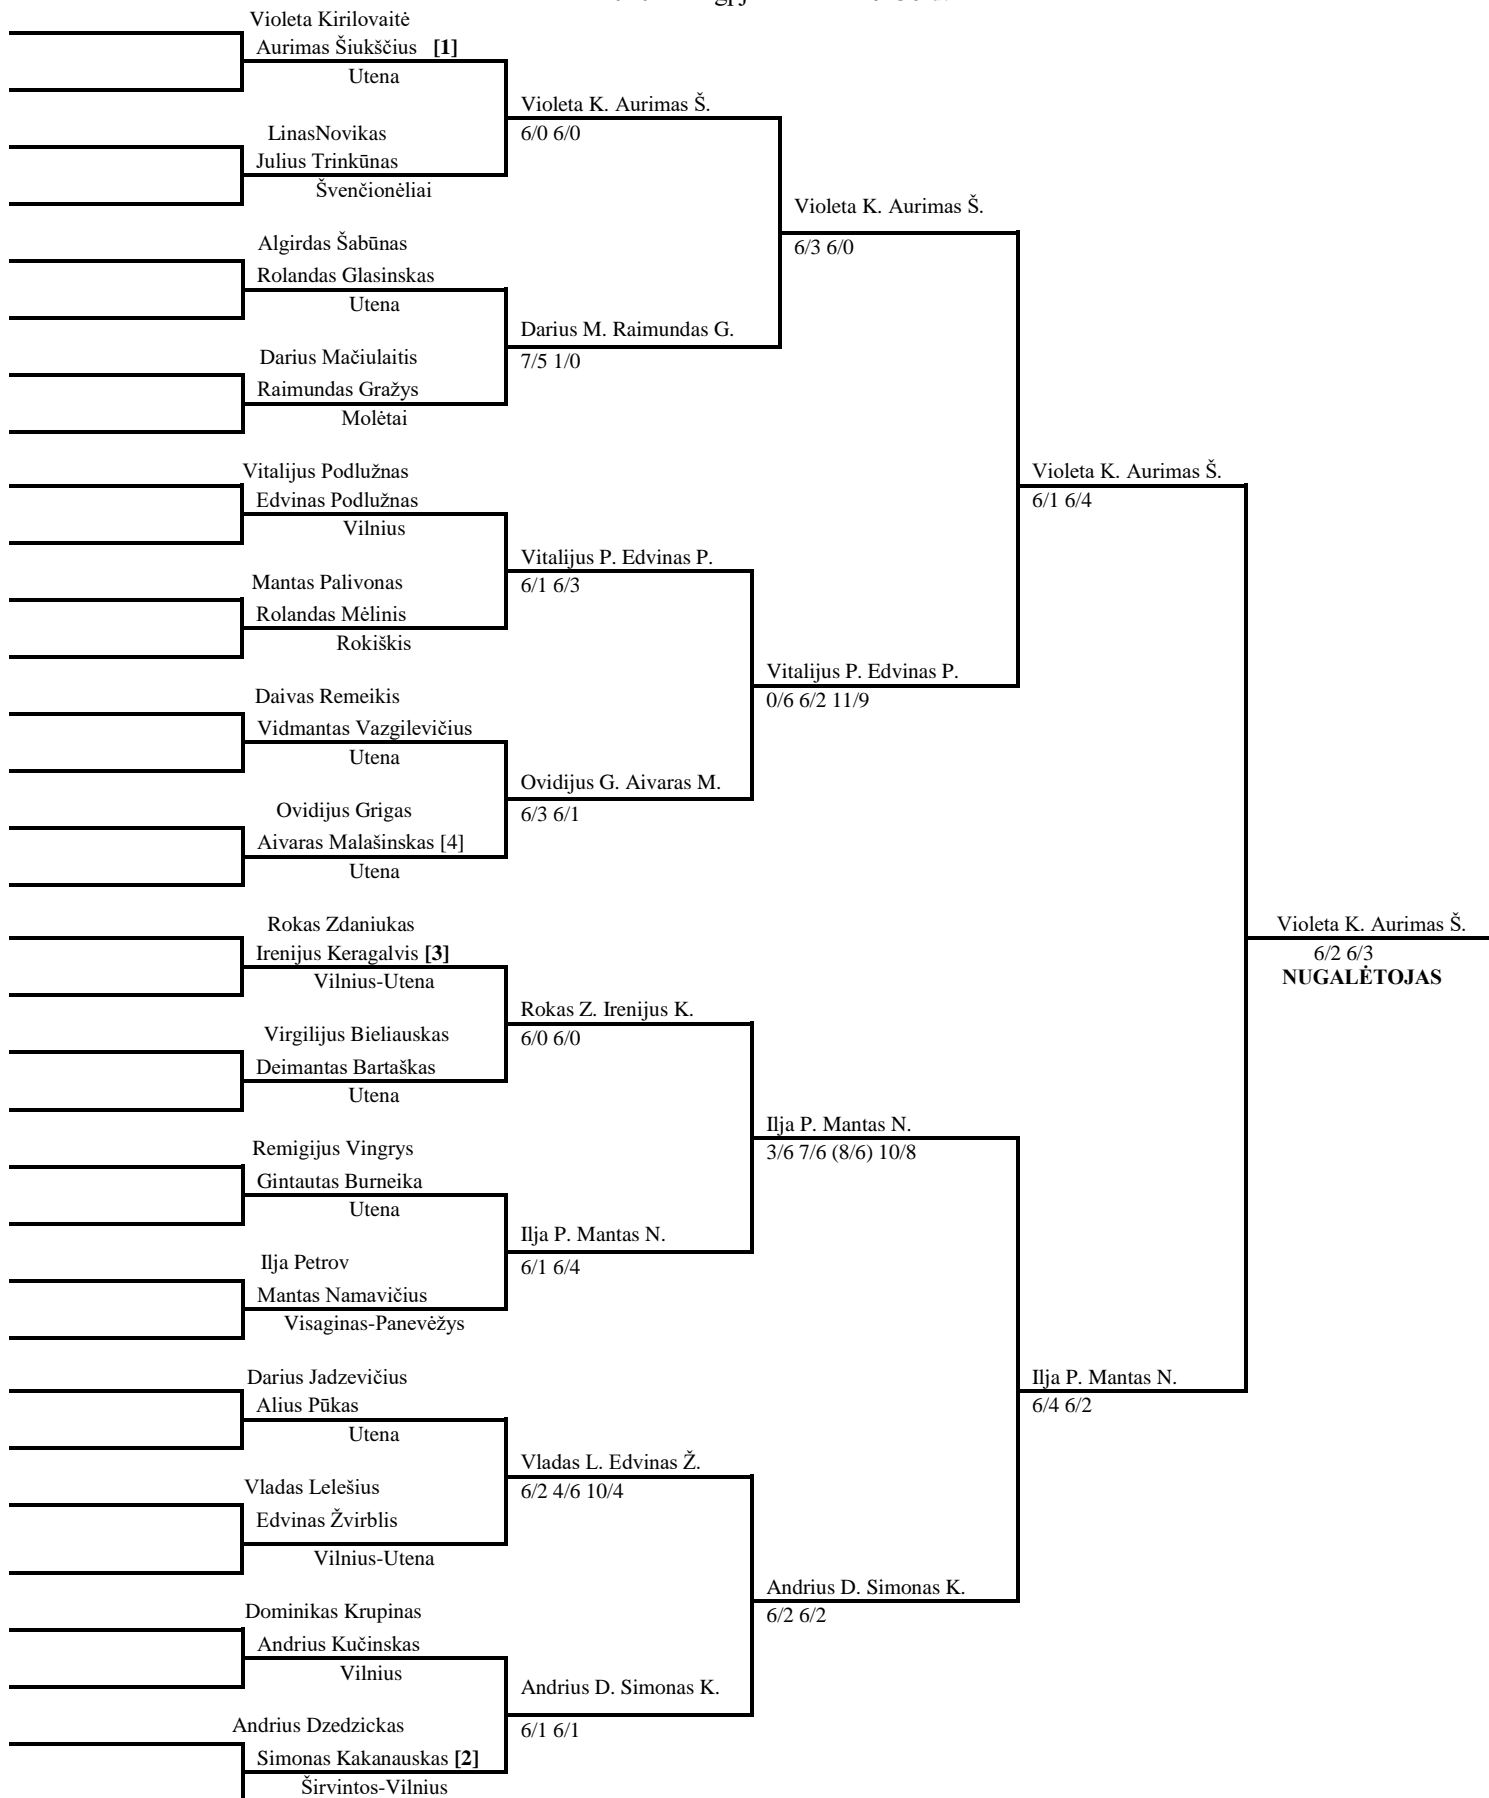 Violeta Kirilovaitė
Aurimas Šiukščius [1]
Utena
Violeta K. Aurimas Š.
6/0 6/0
LinasNovikas
Julius Trinkūnas
Švenčionėliai
Violeta K. Aurimas Š.
6/3 6/0
Algirdas Šabūnas
Rolandas Glasinskas
Utena
Darius M. Raimundas G.
7/5 1/0
Darius Mačiulaitis
Raimundas Gražys
Molėtai
Vitalijus Podlužnas
Edvinas Podlužnas
Vilnius
Violeta K. Aurimas Š.
6/1 6/4
Vitalijus P. Edvinas P.
6/1 6/3
Mantas Palivonas
Rolandas Mėlinis
Rokiškis
Vitalijus P. Edvinas P.
0/6 6/2 11/9
Daivas Remeikis
Vidmantas Vazgilevičius
Utena
Ovidijus G. Aivaras M.
6/3 6/1
Ovidijus Grigas
Aivaras Malašinskas [4]
Utena
Rokas Zdaniukas
Irenijus Keragalvis [3]
Vilnius-Utena
Violeta K. Aurimas Š.
6/2 6/3
NUGALĖTOJAS
Rokas Z. Irenijus K.
6/0 6/0
Virgilijus Bieliauskas
Deimantas Bartaškas
Utena
Ilja P. Mantas N.
3/6 7/6 (8/6) 10/8
Remigijus Vingrys
Gintautas Burneika
Utena
Ilja P. Mantas N.
6/1 6/4
Ilja Petrov
Mantas Namavičius
Visaginas-Panevėžys
Darius Jadzevičius
Alius Pūkas
Utena
Ilja P. Mantas N.
6/4 6/2
Vladas L. Edvinas Ž.
6/2 4/6 10/4
Vladas Lelešius
Edvinas Žvirblis
Vilnius-Utena
Andrius D. Simonas K.
6/2 6/2
Dominikas Krupinas
Andrius Kučinskas
Vilnius
Andrius D. Simonas K.
6/1 6/1
Andrius Dzedzickas
Simonas Kakanauskas [2]
Širvintos-Vilnius